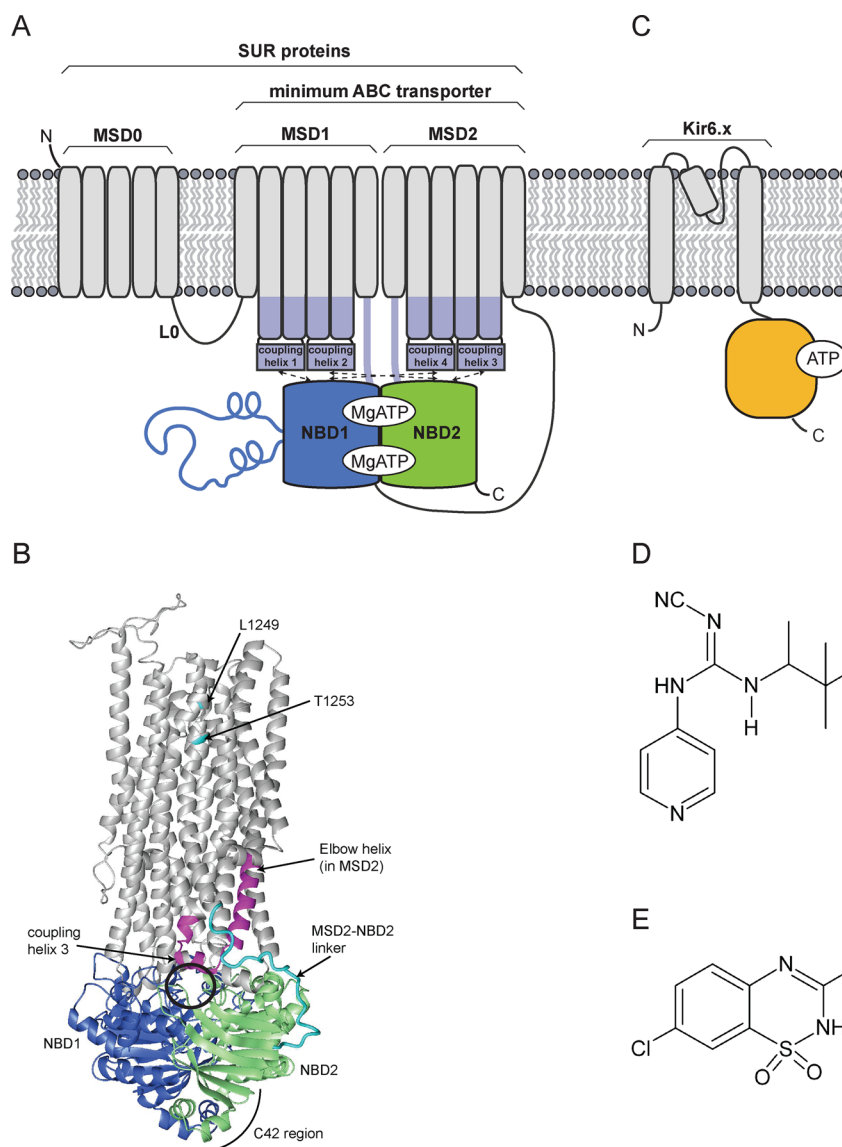 A
C
SUR proteins
minimum ABC transporter
MSD0
MSD1
MSD2
Kir6.x
N
L0
N
coupling
helix 1
coupling
helix 2
coupling
helix 4
coupling
helix 3
ATP
MgATP
NBD1
NBD2
MgATP
C
C
B
D
L1249
T1253
Elbow helix
(in MSD2)
coupling
helix 3
MSD2-NBD2
linker
NBD1
NBD2
C42 region
NC
N
HN
N
H
N
E
N
NH
S
Cl
O
O